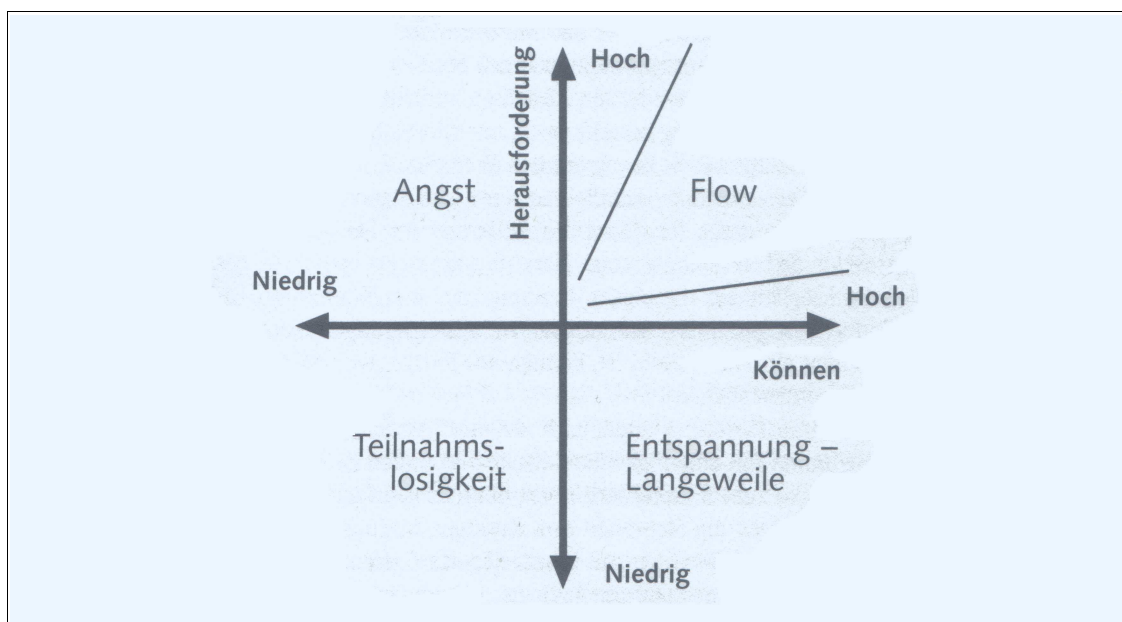 Hoch
Herausforderung
Angst
Flow
Niedrig
Hoch
Können
Teilnahms-
losigkeit
Entspannung –
Langeweile
Niedrig